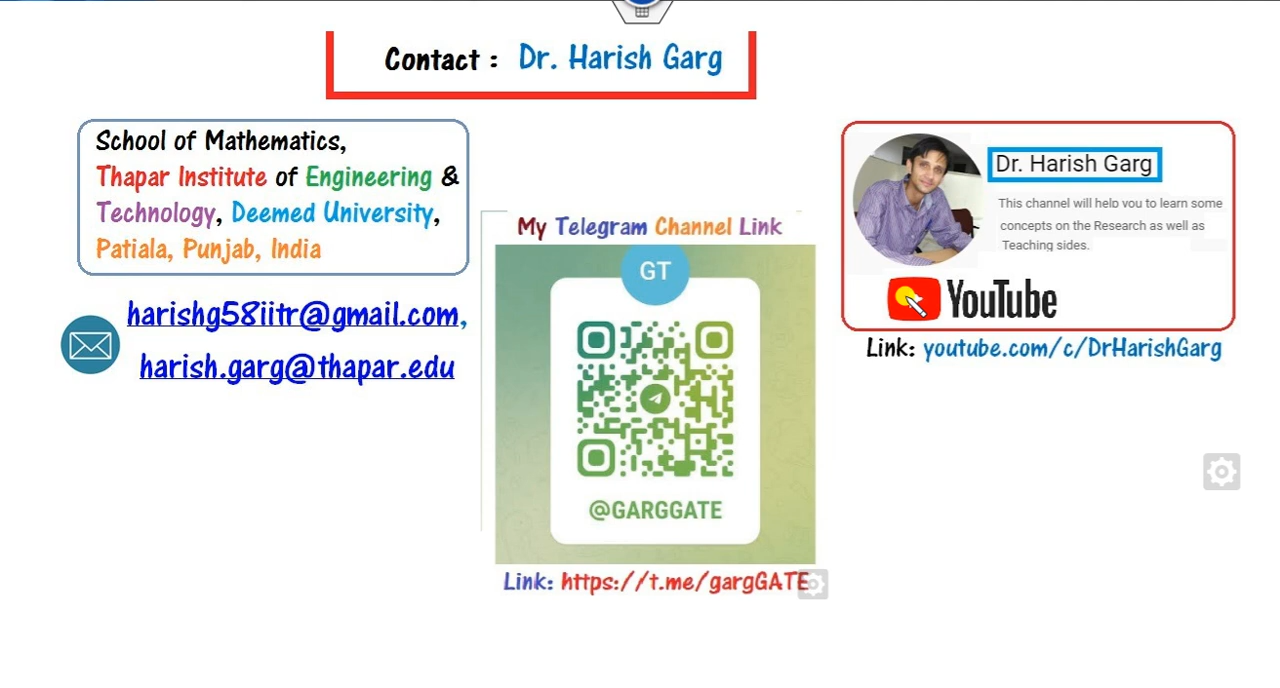 Contact : Dr. Harish Garg
School of Mathematics,
Thapar Institute of Engineering &
Technology, Deemed University,
Patiala, Punjab, India
harishg58iitr@gmail.com,
harish.garg@thapar.edu
My Telegram Channel Link
GT
@GARGGATE
Link: https://t.me/gargGATE
Dr. Harish Garg
This channel will help you to learn some
concepts on the Research as well as
Teaching sides.
YouTube
Link: youtube.com/c/DrHarishGarg